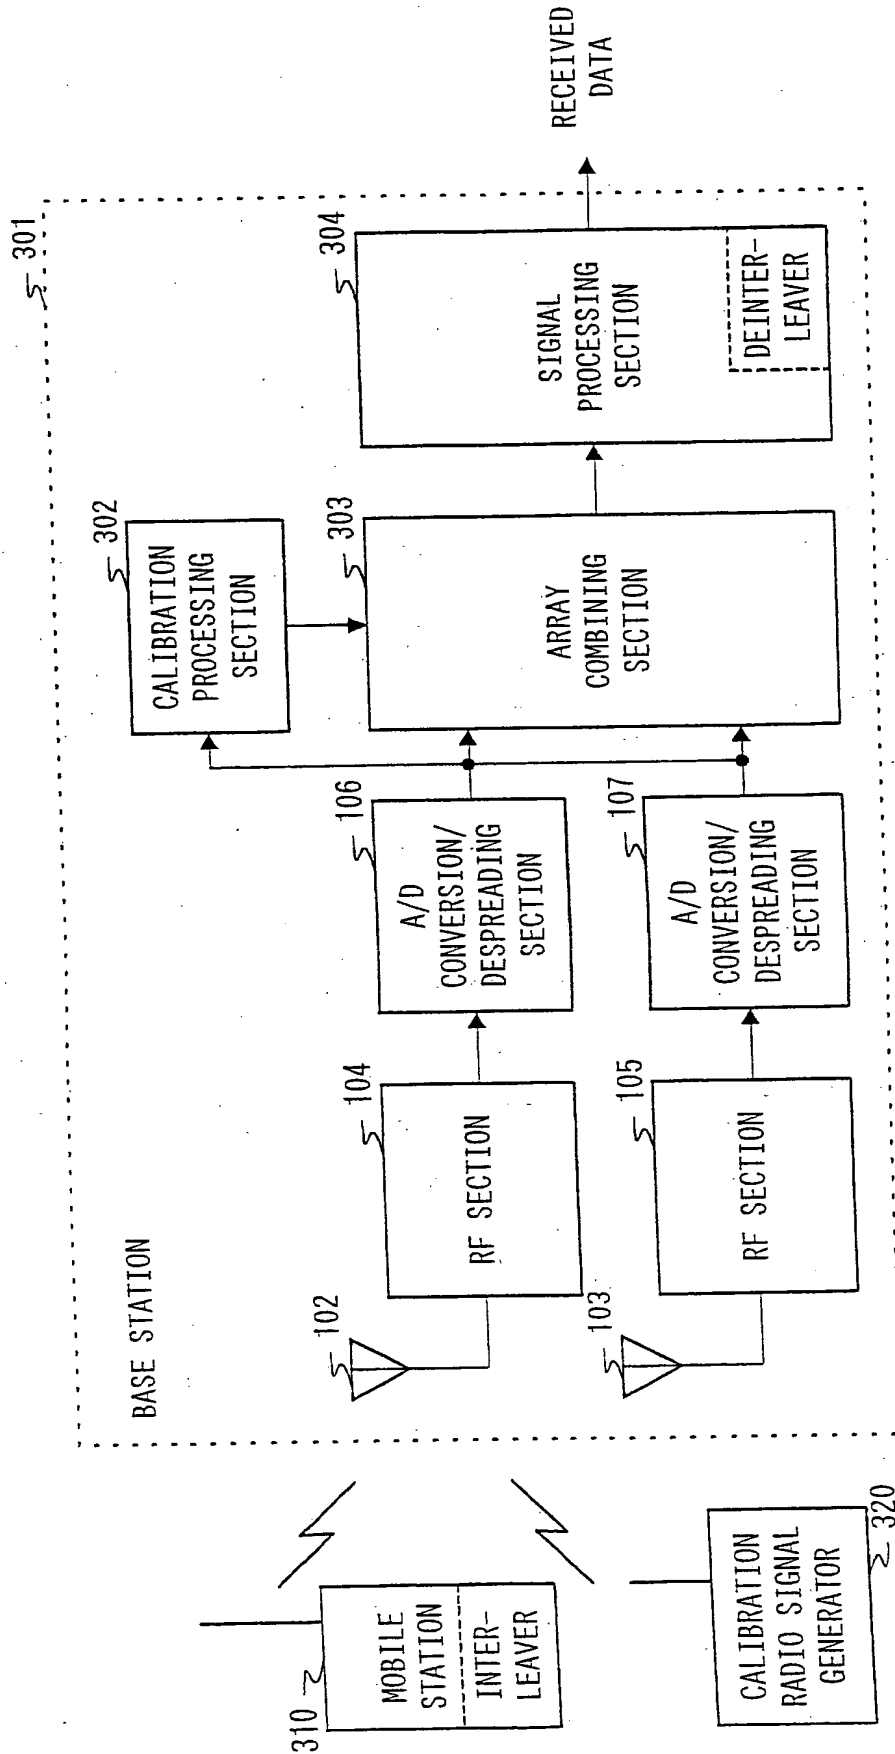 BASE STATION
301
310
MOBILE
STATION
INTER-
LEAVER
CALIBRATION
RADIO SIGNAL
GENERATOR
320
102
103
104
RF SECTION
105
RF SECTION
106
A/D
CONVERSION/
DESPREADING
SECTION
107
A/D
CONVERSION/
DESPREADING
SECTION
302
CALIBRATION
PROCESSING
SECTION
303
ARRAY
COMBINING
SECTION
304
SIGNAL
PROCESSING
SECTION
DEINTER-
LEAVER
RECEIVED
DATA